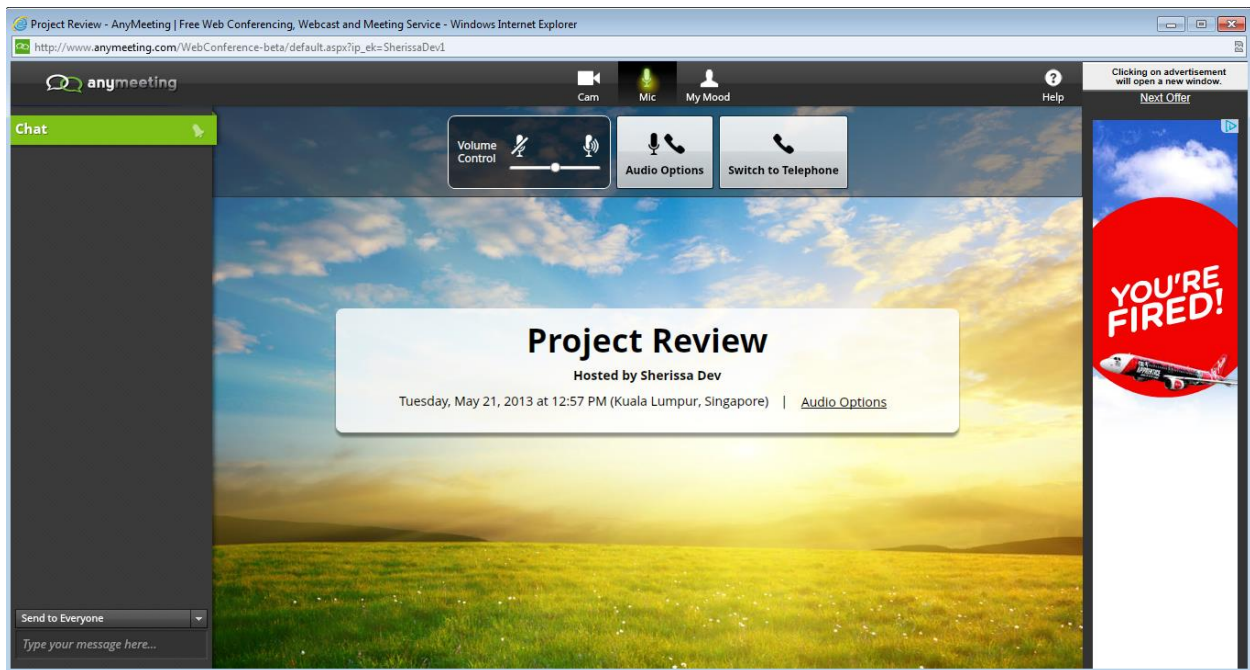 Project Review - AnyMeeting | Free Web Conferencing, Webcast and Meeting Service - Windows Internet Explorer
http://www.anymeeting.com/WebConference-beta/default.aspx?ip_ek=SherissaDev1
anymeeting
Cam
Mic
My Mood
Help
Clicking on advertisement
will open a new window.
Next Offer
Chat
Volume
Control
Audio Options
Switch to Telephone
YOU'RE
FIRED!
Project Review
Hosted by Sherissa Dev
Tuesday, May 21, 2013 at 12:57 PM (Kuala Lumpur, Singapore) | Audio Options
Send to Everyone
Type your message here...